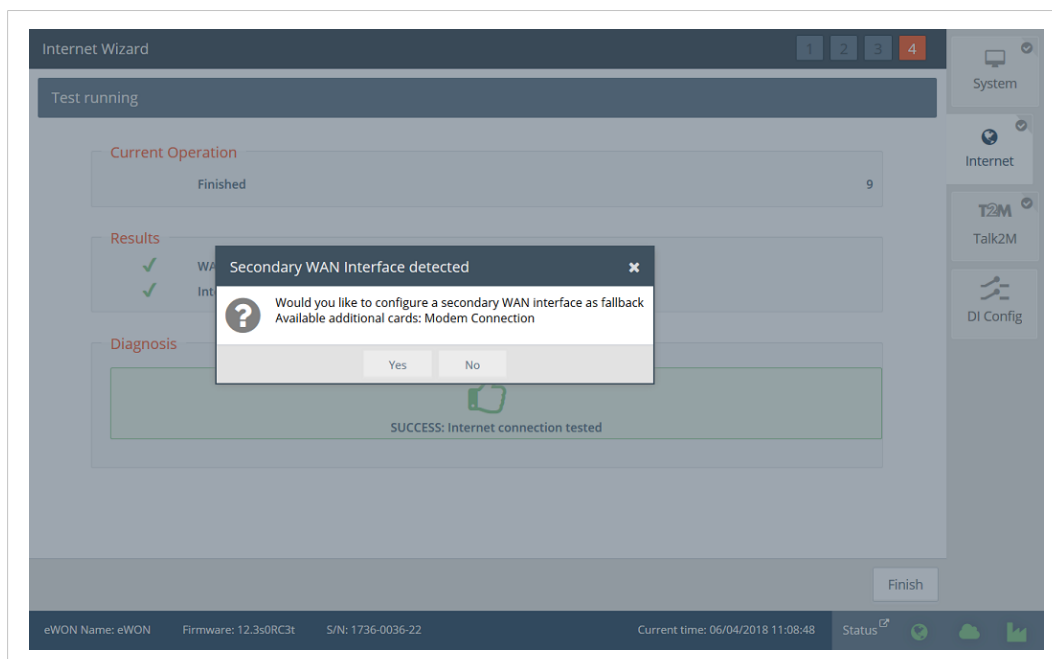 Internet Wizard
1 2 3 4
Test running
Current Operation
Finished 9
Results
WA
Int
Secondary WAN Interface detected
Would you like to configure a secondary WAN interface as fallback
Available additional cards: Modem Connection
Yes No
Diagnosis
SUCCESS: Internet connection tested
Finish
System
Internet
T2M
Talk2M
DI Config
eWON Name: eWON Firmware: 12.3s0RC3t S/N: 1736-0036-22 Current time: 06/04/2018 11:08:48 Status